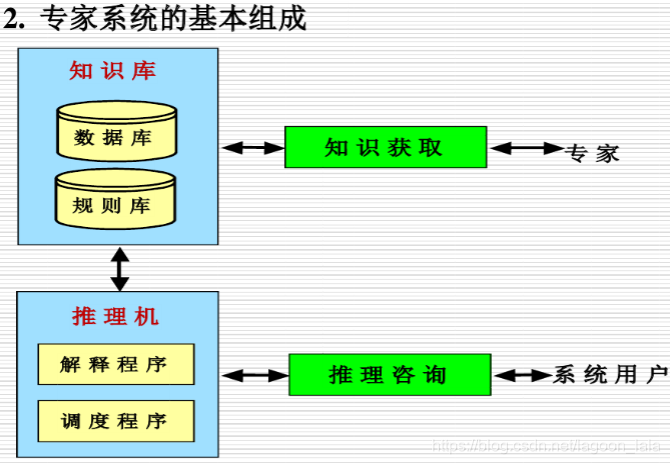 2. 专家系统的基本组成
知识库
数据库
知识获取
专家
规则库
推理机
解释程序
推理咨询
系统用户
调度程序
https://blog.csdn.net/lagoon_lala